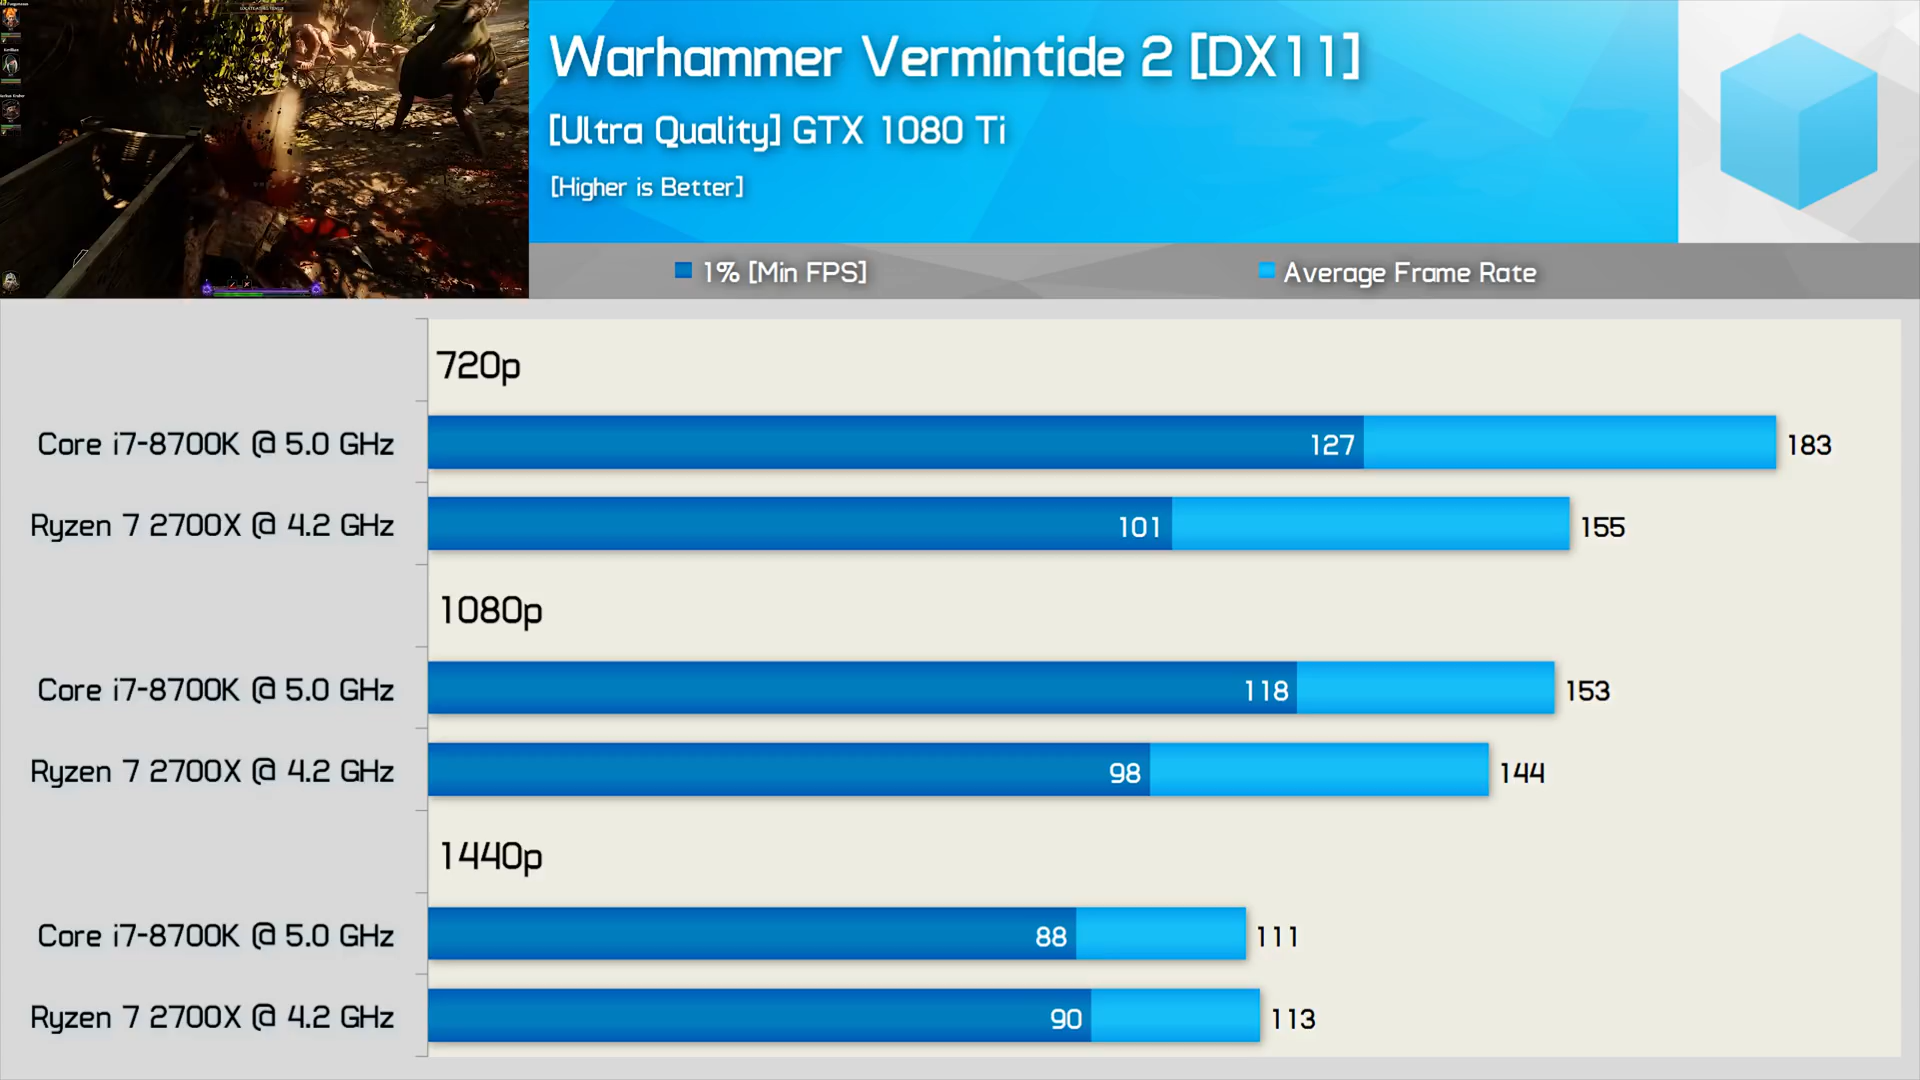 Warhammer Vermintide 2 [DX11]
[Ultra Quality] GTX 1080 Ti
[Higher is Better]
1% [Min FPS]
Average Frame Rate
720p
Core i7-8700K @ 5.0 GHz 127 183
Ryzen 7 2700X @ 4.2 GHz 101 155
1080p
Core i7-8700K @ 5.0 GHz 118 153
Ryzen 7 2700X @ 4.2 GHz 98 144
1440p
Core i7-8700K @ 5.0 GHz 88 111
Ryzen 7 2700X @ 4.2 GHz 90 113